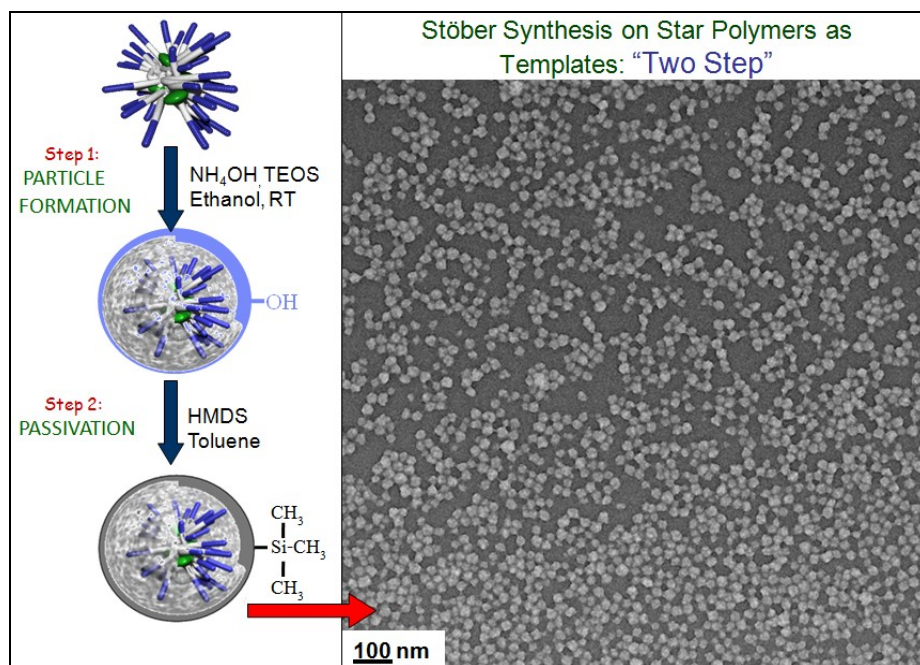 Stöber Synthesis on Star Polymers as
Templates: “Two Step”
Step 1:
PARTICLE
FORMATION
NH₄OH, TEOS
Ethanol, RT
OH
Step 2:
PASSIVATION
HMDS
Toluene
CH₃
Si-CH₃
CH₃
100 nm